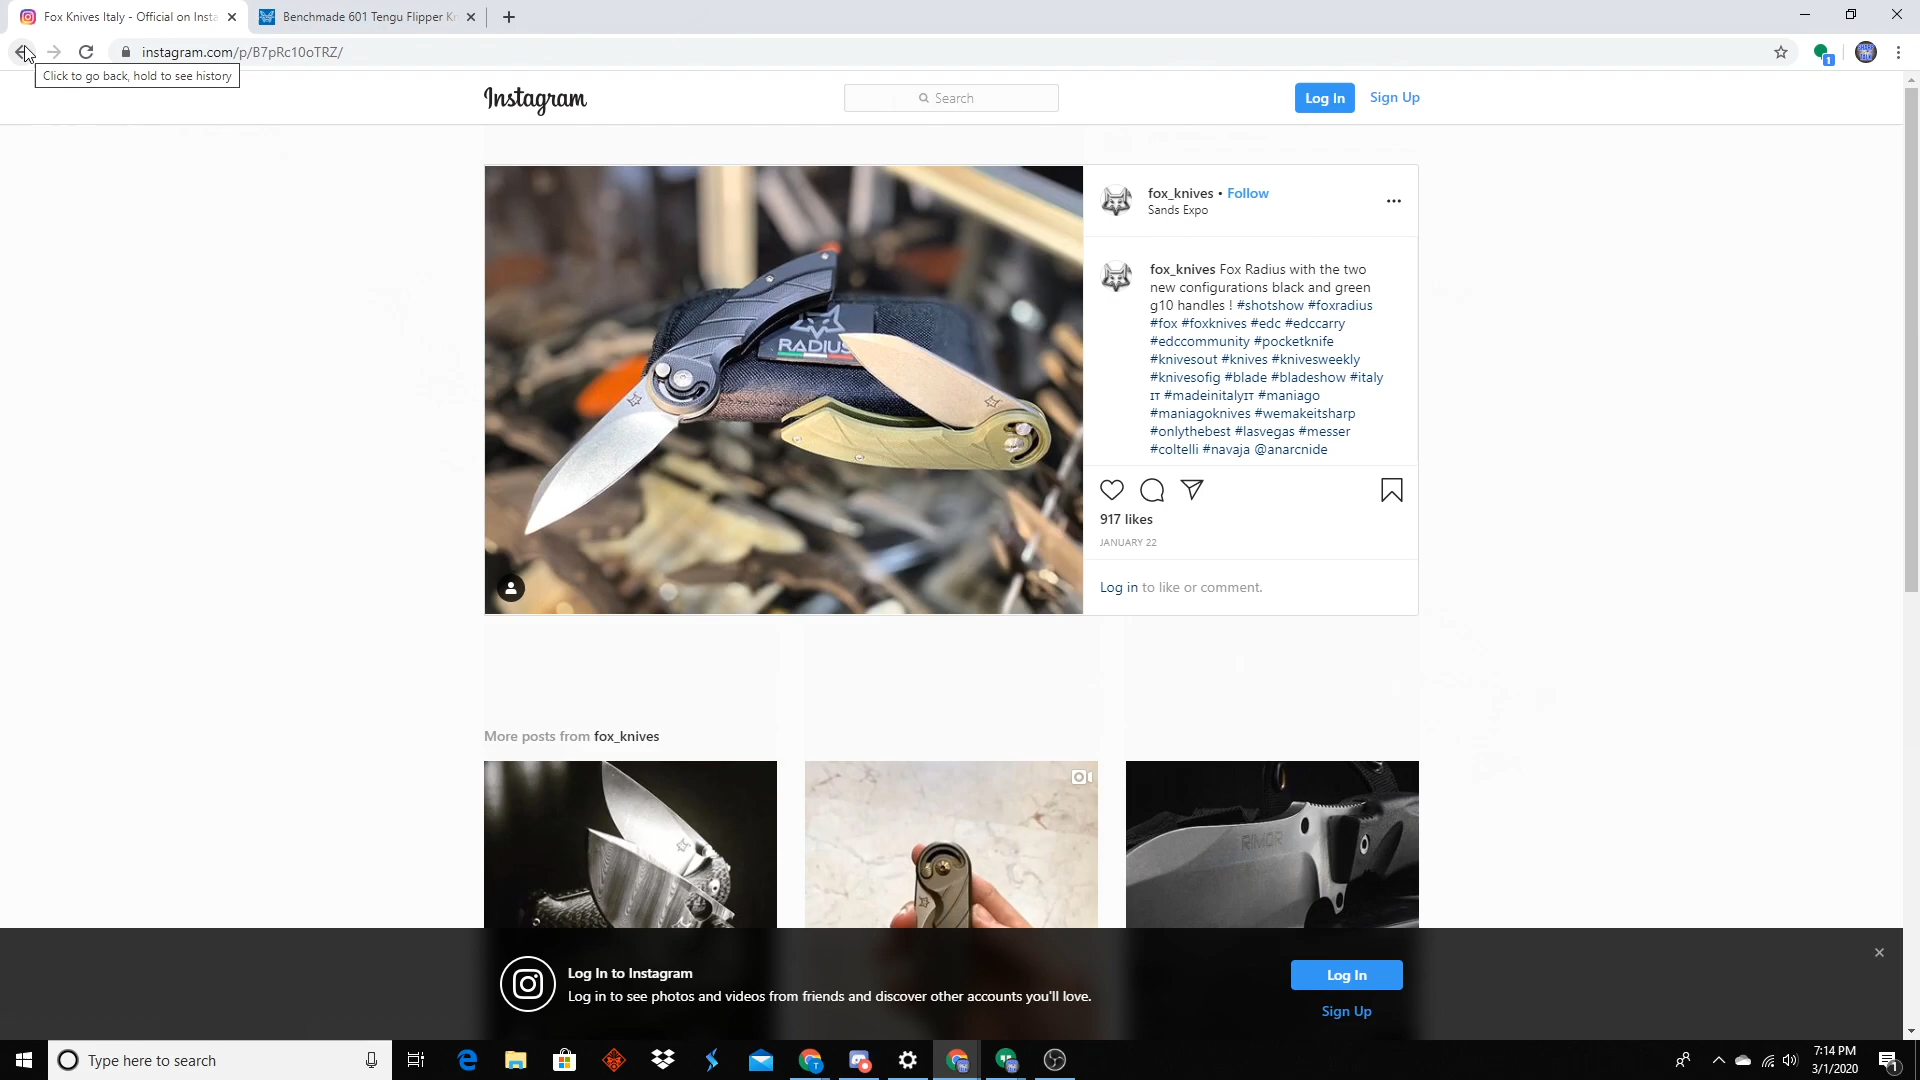 Fox Knives Italy - Official on Insta
Benchmade 601 Tengu Flipper Kn
instagram.com/p/B7pRc10oTRZ/
1
Click to go back, hold to see history
Instagram
Search
Log In
Sign Up
RADIUS
fox_knives • Follow
Sands Expo
fox_knives Fox Radius with the two
new configurations black and green
g10 handles ! #shotshow #foxradius
#fox #foxknives #edc #edccarry
#edccommunity #pocketknife
#knivesout #knives #knivesweekly
#knivesofig #blade #bladeshow #italy
IT #madeinitalyIT #maniago
#maniagoknives #wemakeitsharp
#onlythebest #lasvegas #messer
#coltelli #navaja @anarcnide
917 likes
JANUARY 22
Log in to like or comment.
More posts from fox_knives
RIMOR
Log In to Instagram
Log in to see photos and videos from friends and discover other accounts you'll love.
Log In
Sign Up
Type here to search
7:14 PM
3/1/2020
1